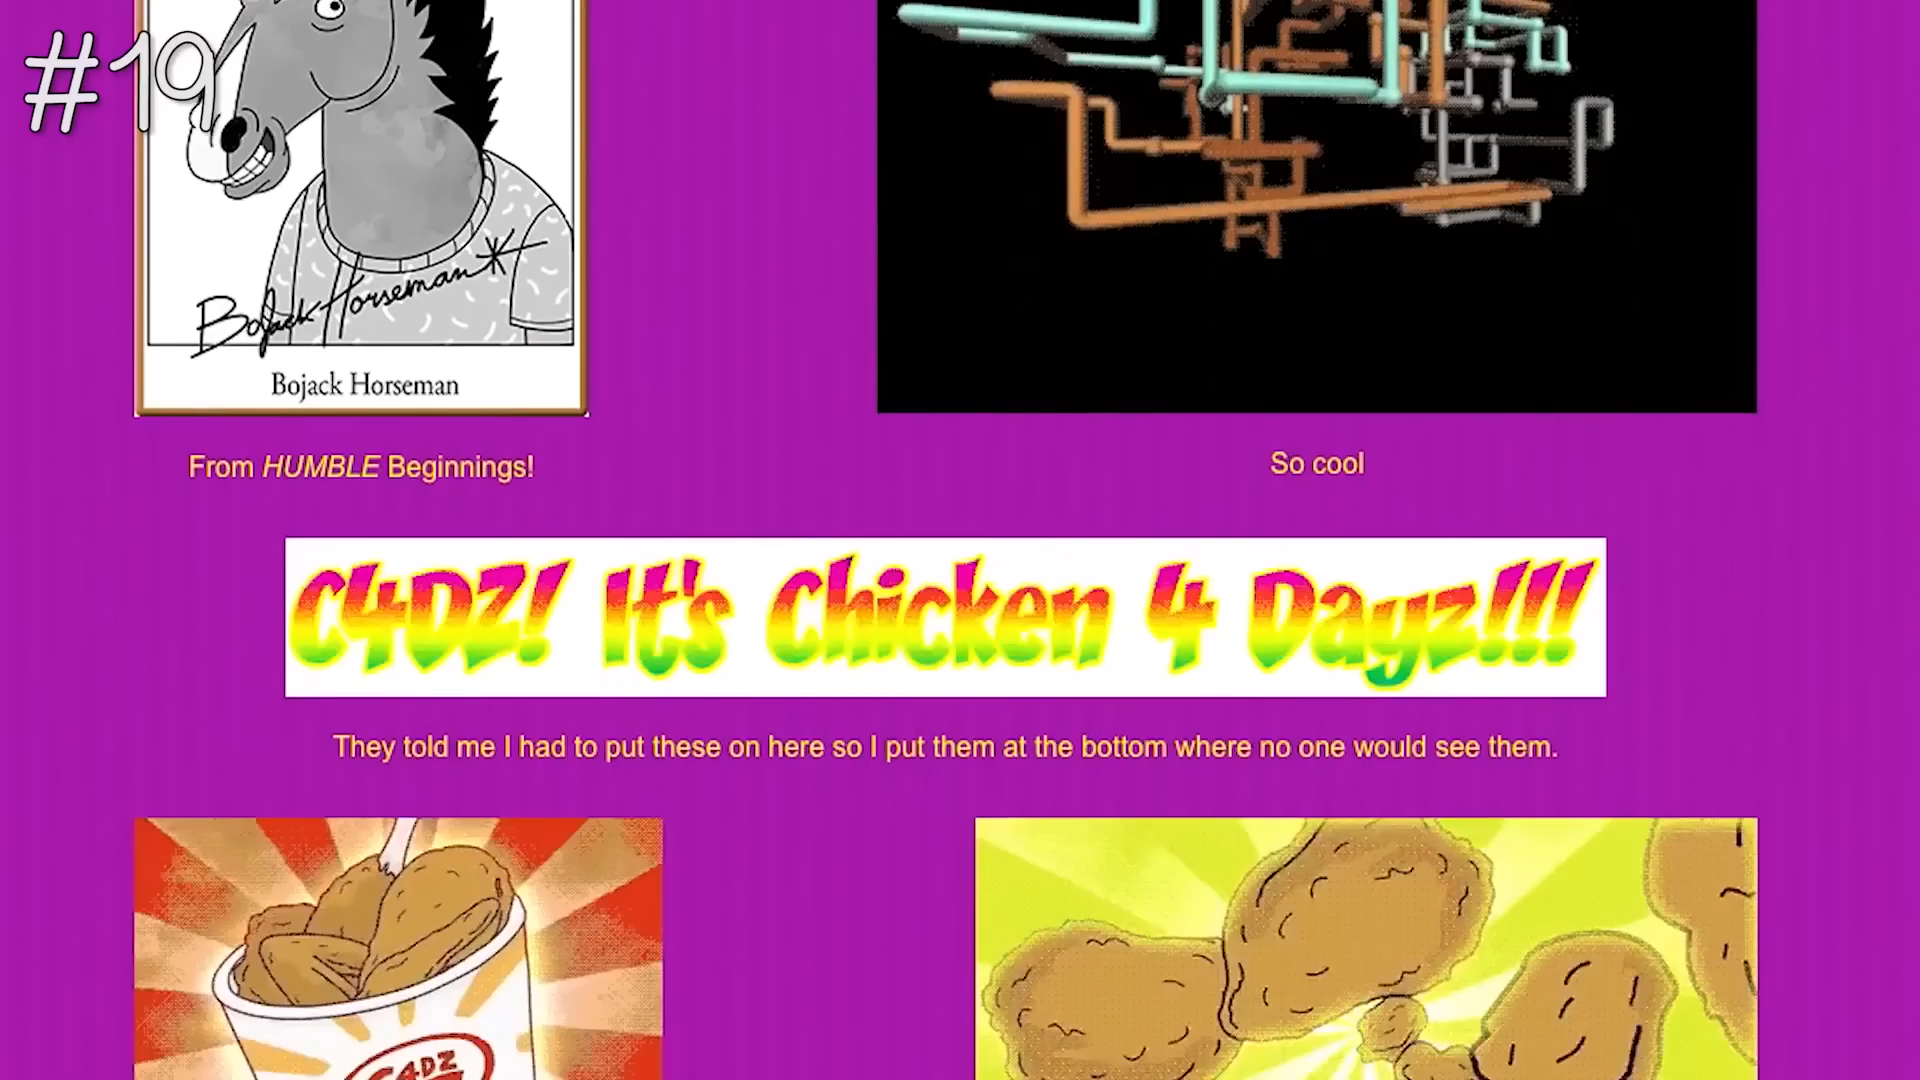 #19
Bojack Horseman
Bojack Horseman
From HUMBLE Beginnings!
So cool
C4DZ! It's Chicken 4 Dayz!!!
They told me I had to put these on here so I put them at the bottom where no one would see them.
C4DZ